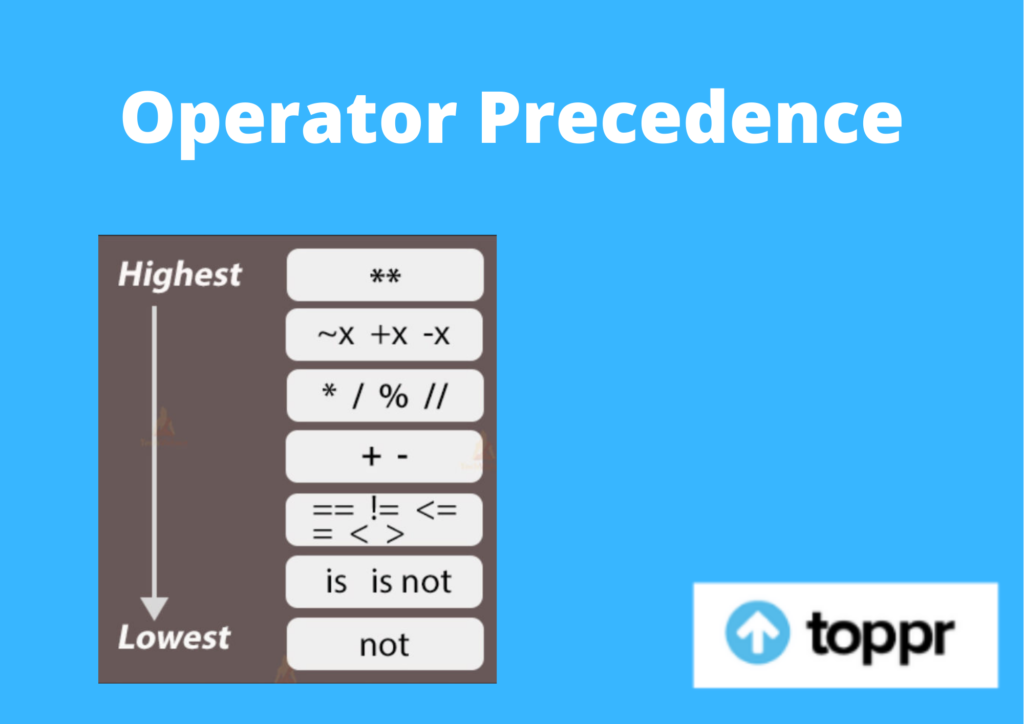 Operator Precedence
Highest
**
~x +x -x
* / % //
+ -
== != <=
= < >
is is not
Lowest
not
toppr